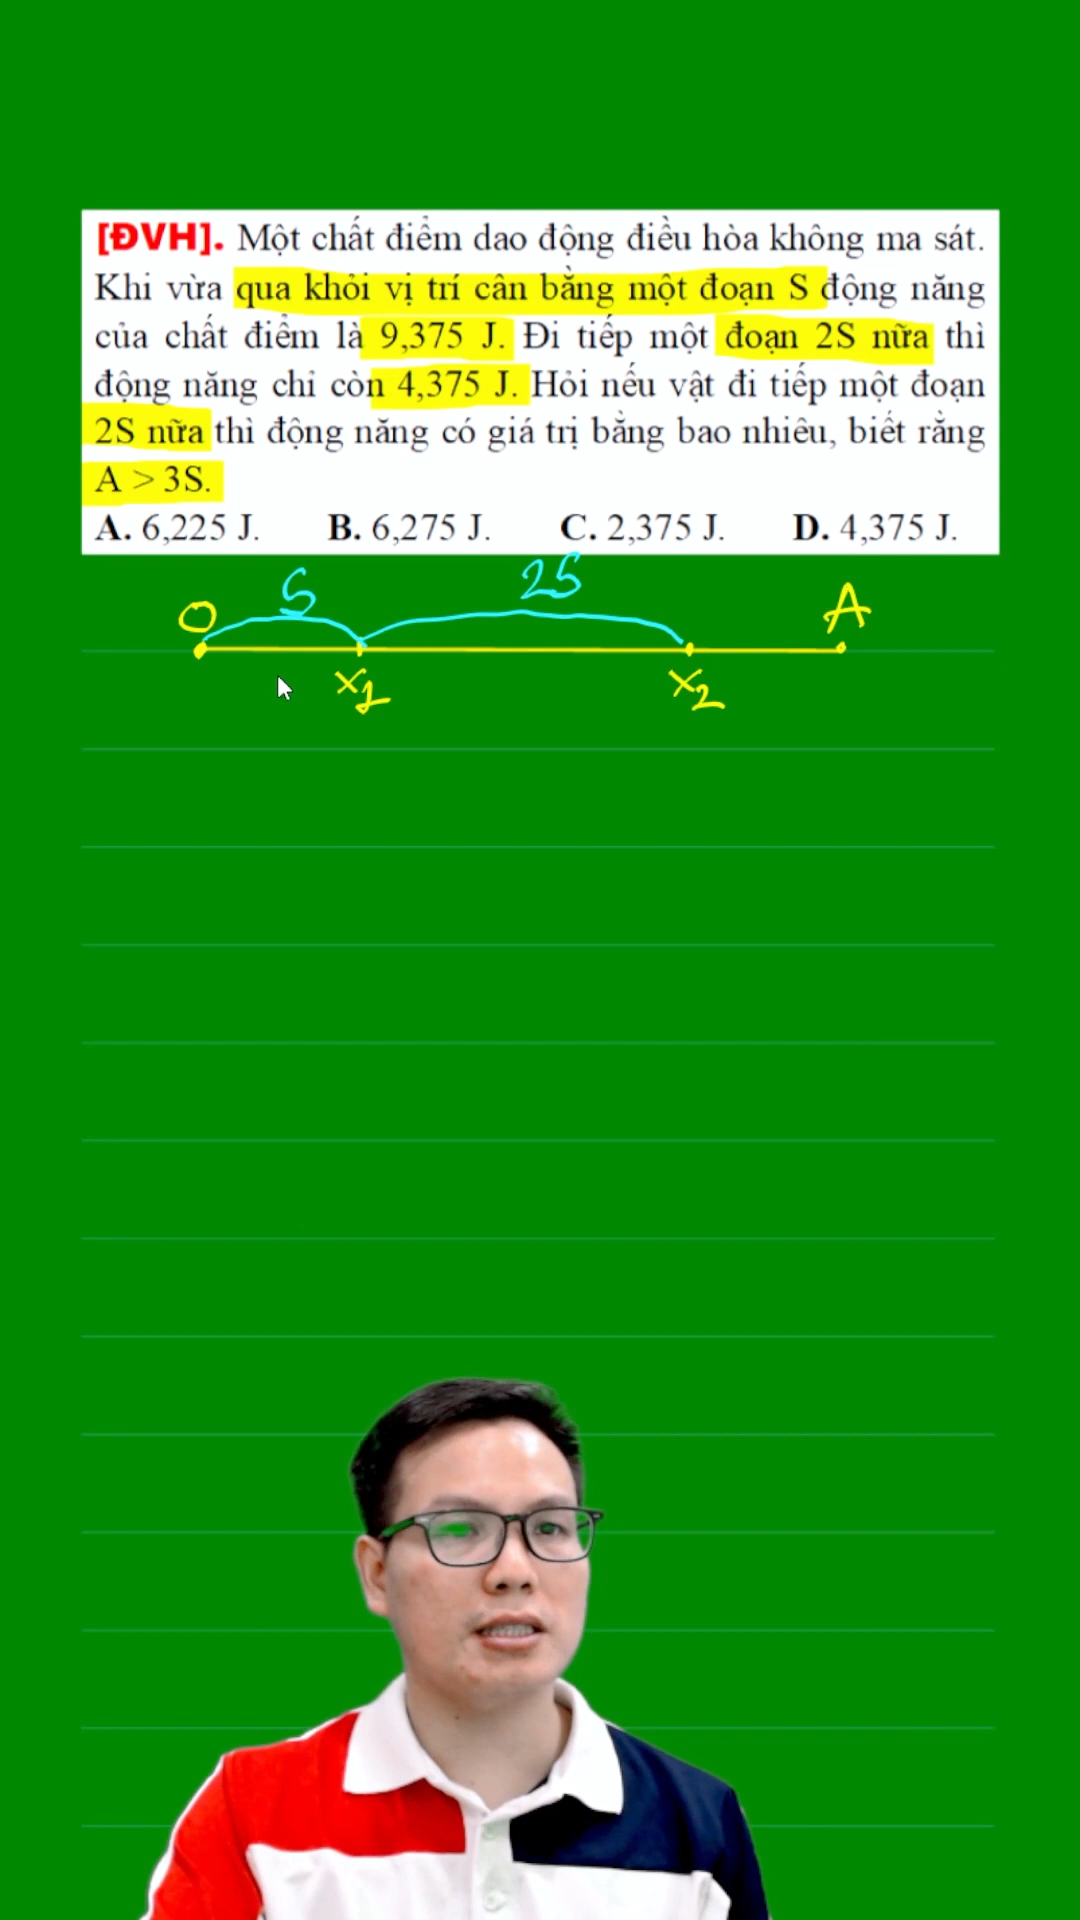 [ĐVH]. Một chất điểm dao động điều hòa không ma sát.
Khi vừa qua khỏi vị trí cân bằng một đoạn S động năng
của chất điểm là 9,375 J. Đi tiếp một đoạn 2S nữa thì
động năng chỉ còn 4,375 J. Hỏi nếu vật đi tiếp một đoạn
2S nữa thì động năng có giá trị bằng bao nhiêu, biết rằng
A > 3S.
A. 6,225 J. B. 6,275 J. C. 2,375 J. D. 4,375 J.
S 2S
O A
x1 x2